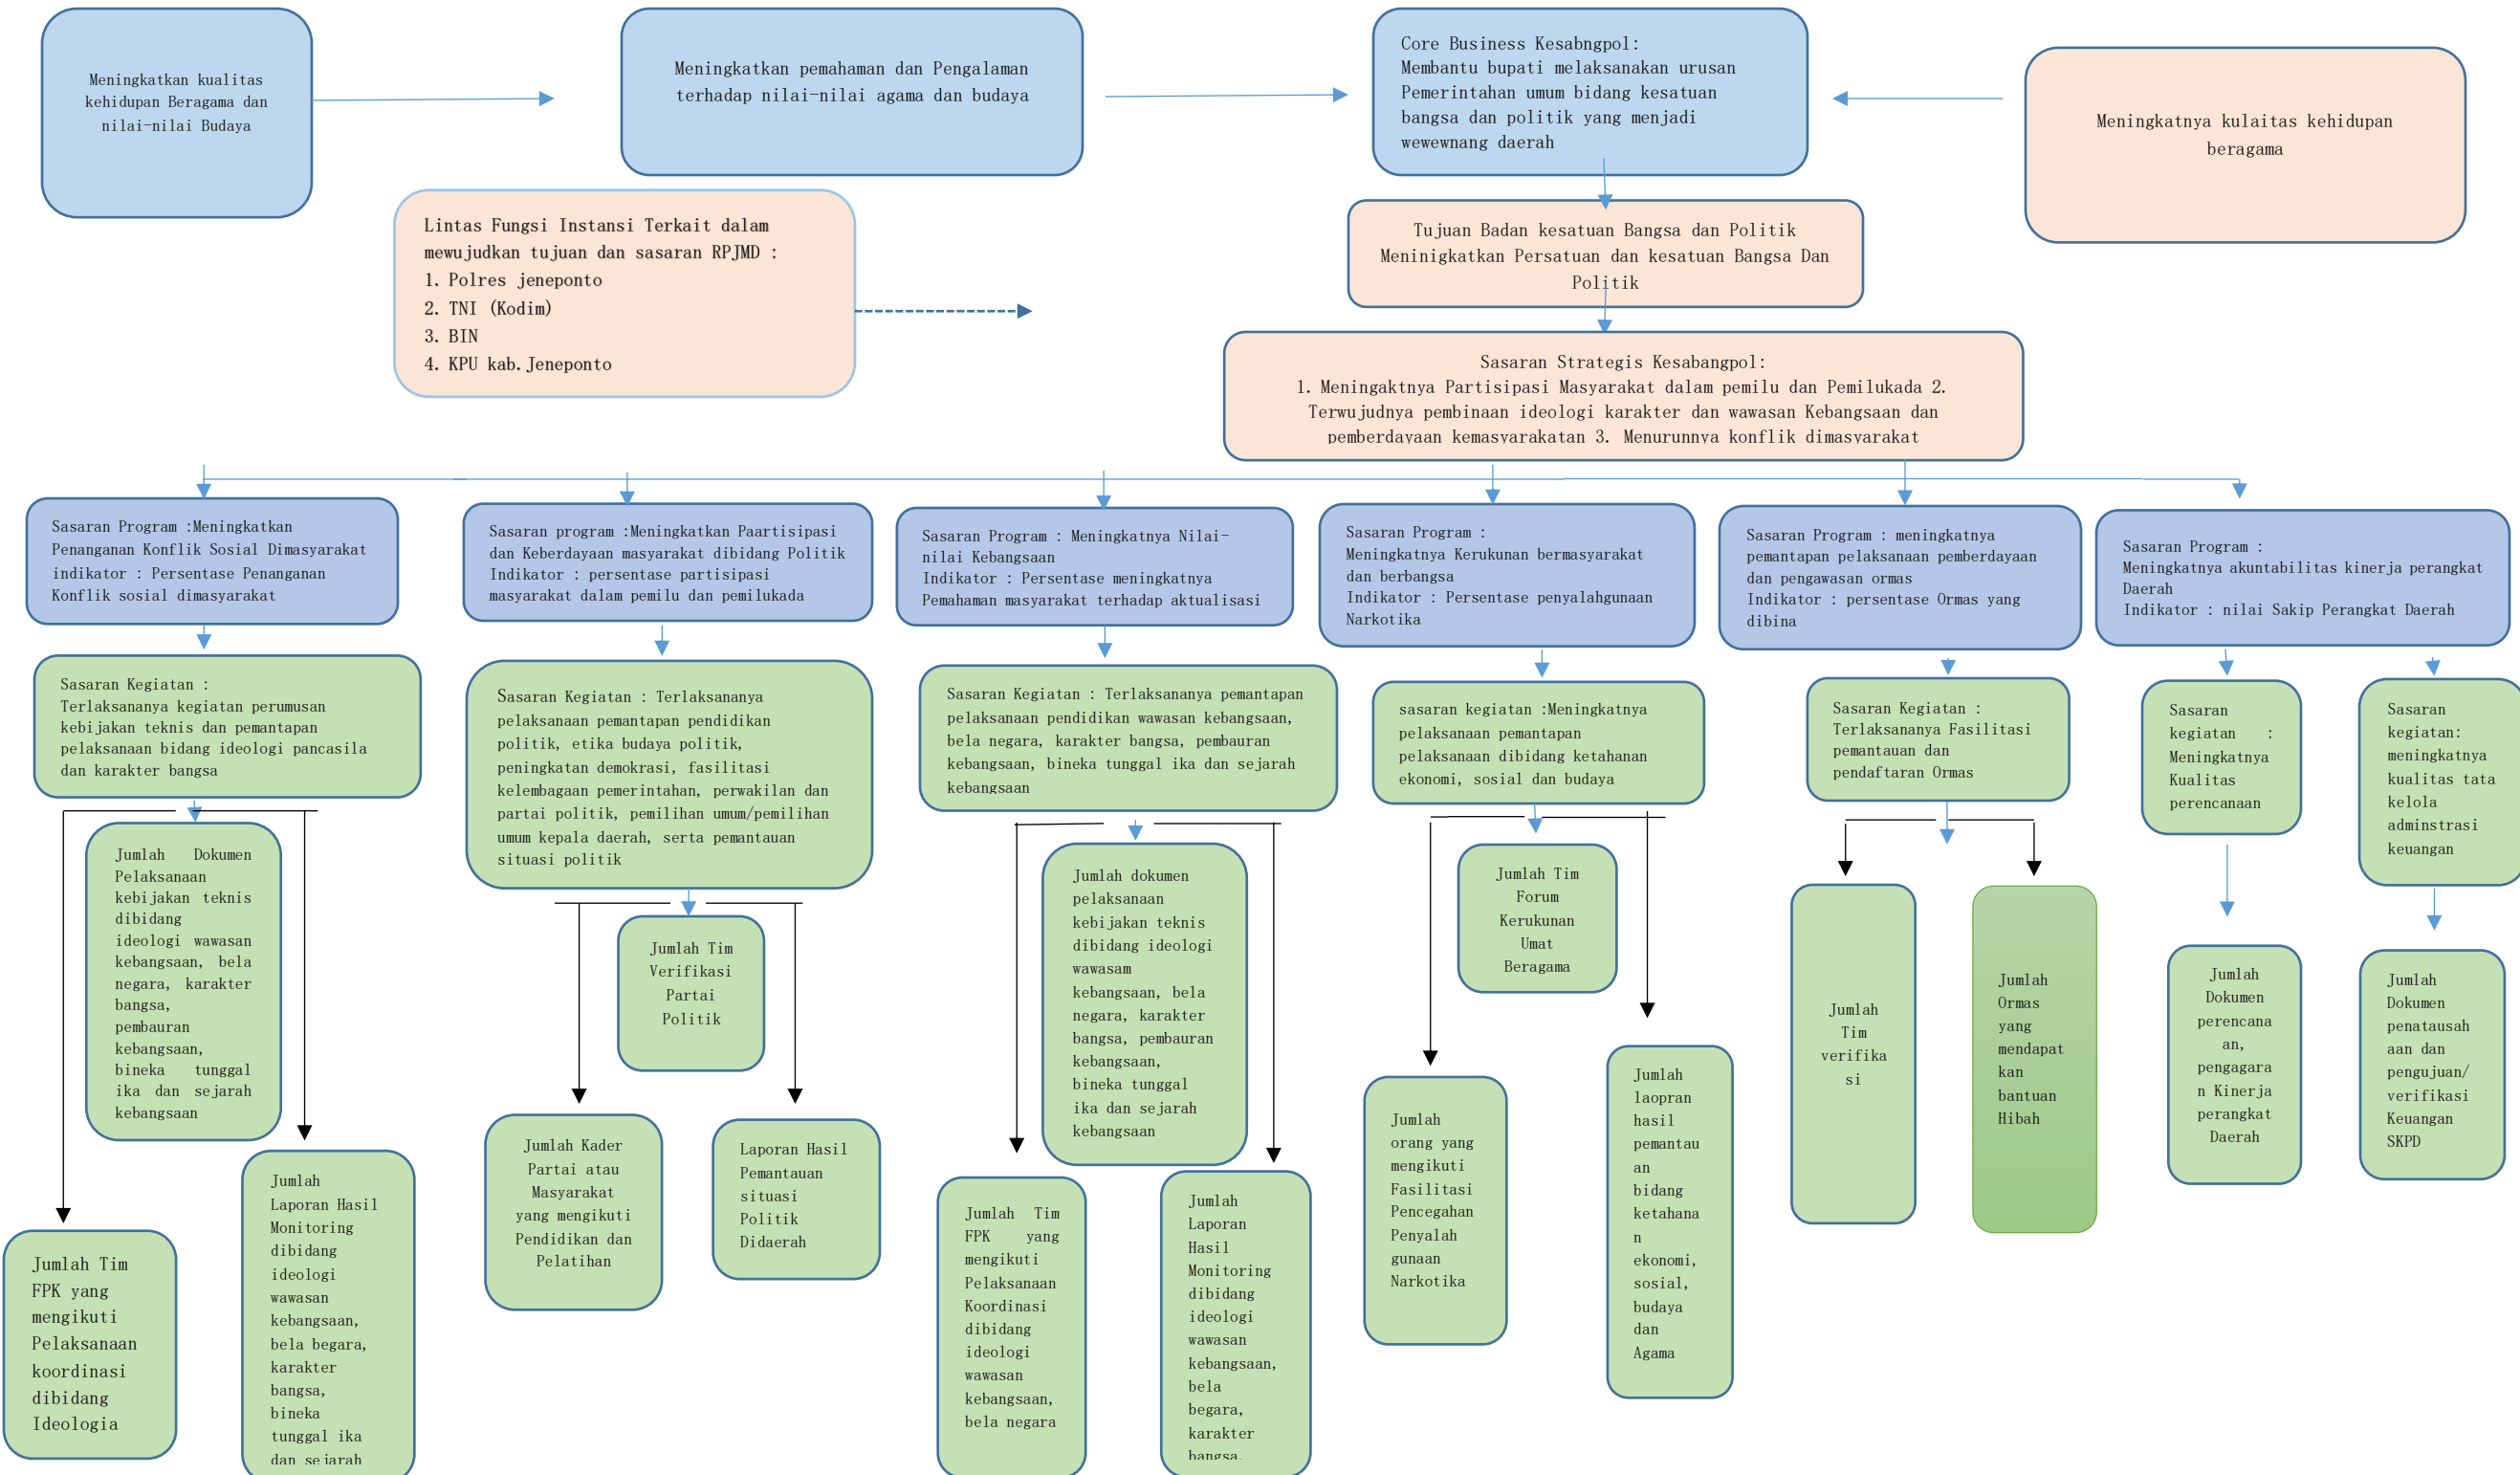 Meningkatkan kualitas
kehidupan Beragama dan
nilai-nilai Budaya
Meningkatkan pemahaman dan Pengalaman
terhadap nilai-nilai agama dan budaya
Core Business Kesabngpol:
Membantu bupati melaksanakan urusan
Pemerintahan umum bidang kesatuan
bangsa dan politik yang menjadi
wewewnang daerah
Meningkatnya kulaitas kehidupan
beragama
Lintas Fungsi Instansi Terkait dalam
mewujudkan tujuan dan sasaran RPJMD :
1. Polres jeneponto
2. TNI (Kodim)
3. BIN
4. KPU kab.Jeneponto
Tujuan Badan kesatuan Bangsa dan Politik
Meninigkatkan Persatuan dan kesatuan Bangsa Dan
Politik
Sasaran Strategis Kesabangpol:
1. Meningaktnya Partisipasi Masyarakat dalam pemilu dan Pemilukada 2.
Terwujudnya pembinaan ideologi karakter dan wawasan Kebangsaan dan
pemberdayaan kemasyarakatan 3. Menurunnya konflik dimasyarakat
Sasaran Program :Meningkatkan
Penanganan Konflik Sosial Dimasyarakat
indikator : Persentase Penanganan
Konflik sosial dimasyarakat
Sasaran program :Meningkatkan Paartisipasi
dan Keberdayaan masyarakat dibidang Politik
Indikator : persentase partisipasi
masyarakat dalam pemilu dan pemilukada
Sasaran Program : Meningkatnya Nilai-
nilai Kebangsaan
Indikator : Persentase meningkatnya
Pemahaman masyarakat terhadap aktualisasi
Sasaran Program :
Meningkatnya Kerukunan bermasyarakat
dan berbangsa
Indikator : Persentase penyalahgunaan
Narkotika
Sasaran Program : meningkatnya
pemantapan pelaksanaan pemberdayaan
dan pengawasan ormas
Indikator : persentase Ormas yang
dibina
Sasaran Program :
Meningkatnya akuntabilitas kinerja perangkat
Daerah
Indikator : nilai Sakip Perangkat Daerah
Sasaran Kegiatan :
Terlaksananya kegiatan perumusan
kebijakan teknis dan pemantapan
pelaksanaan bidang ideologi pancasila
dan karakter bangsa
Sasaran Kegiatan : Terlaksananya
pelaksanaan pemantapan pendidikan
politik, etika budaya politik,
peningkatan demokrasi, fasilitasi
kelembagaan pemerintahan, perwakilan dan
partai politik, pemilihan umum/pemilihan
umum kepala daerah, serta pemantauan
situasi politik
Sasaran Kegiatan : Terlaksananya pemantapan
pelaksanaan pendidikan wawasan kebangsaan,
bela negara, karakter bangsa, pembauran
kebangsaan, bineka tunggal ika dan sejarah
kebangsaan
sasaran kegiatan :Meningkatnya
pelaksanaan pemantapan
pelaksanaan dibidang ketahanan
ekonomi, sosial dan budaya
Sasaran Kegiatan :
Terlaksananya Fasilitasi
pemantauan dan
pendaftaran Ormas
Sasaran
kegiatan :
Meningkatnya
Kualitas
perencanaan
Sasaran
kegiatan:
meningkatnya
kualitas tata
kelola
adminstrasi
keuangan
Jumlah Dokumen
Pelaksanaan
kebijakan teknis
dibidang
ideologi wawasan
kebangsaan, bela
negara, karakter
bangsa,
pembauran
kebangsaan,
bineka tunggal
ika dan sejarah
kebangsaan
Jumlah Tim
FPK yang
mengikuti
Pelaksanaan
koordinasi
dibidang
Ideologia
Jumlah
Laporan Hasil
Monitoring
dibidang
ideologi
wawasan
kebangsaan,
bela begara,
karakter
bangsa,
bineka
tunggal ika
dan sejarah
Jumlah Tim
Verifikasi
Partai
Politik
Jumlah Kader
Partai atau
Masyarakat
yang mengikuti
Pendidikan dan
Pelatihan
Laporan Hasil
Pemantauan
situasi
Politik
Didaerah
Jumlah dokumen
pelaksanaan
kebijakan teknis
dibidang ideologi
wawasam
kebangsaan, bela
negara, karakter
bangsa, pembauran
kebangsaan,
bineka tunggal
ika dan sejarah
kebangsaan
Jumlah Tim
FPK yang
mengikuti
Pelaksanaan
Koordinasi
dibidang
ideologi
wawasan
kebangsaan,
bela negara
Jumlah
Laporan
Hasil
Monitoring
dibidang
ideologi
wawasan
kebangsaan,
bela
begara,
karakter
bangsa.
Jumlah Tim
Forum
Kerukunan
Umat
Beragama
Jumlah
orang yang
mengikuti
Fasilitasi
Pencegahan
Penyalah
gunaan
Narkotika
Jumlah
laopran
hasil
pemantau
an
bidang
ketahana
n
ekonomi,
sosial,
budaya
dan
Agama
Jumlah
Tim
verifika
si
Jumlah
Ormas
yang
mendapat
kan
bantuan
Hibah
Jumlah
Dokumen
perencana
an,
pengagara
n Kinerja
perangkat
Daerah
Jumlah
Dokumen
penatausah
aan dan
pengujuan/
verifikasi
Keuangan
SKPD